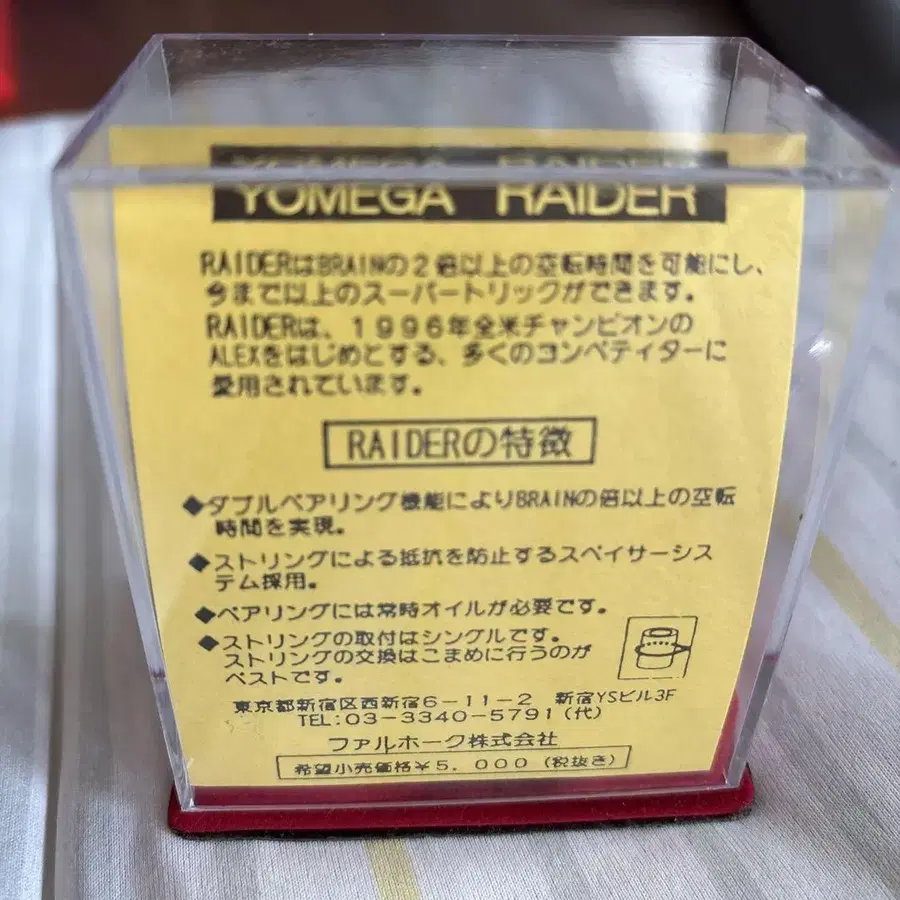 YOMEGA RAIDER
RAIDERはBRAINの2倍以上の空転時間を可能にし、
今まで以上のスーパートリックができます。
RAIDERは、1996年全米チャンピオンの
ALEXをはじめとする、多くのコンペティターに
愛用されています。
RAIDERの特徴
◆ダブルベアリング機能によりBRAINの倍以上の空転
時間を実現。
◆ストリングによる抵抗を防止するスペイサーシス
テム採用。
◆ベアリングには常時オイルが必要です。
◆ストリングの取付はシングルです。
ストリングの交換はこまめに行うのが
ベストです。
東京都新宿区西新宿6-11-2 新宿YSビル3F
TEL:03-3340-5791(代)
ファルホーク株式会社
希望小売価格¥5,000(税抜き)